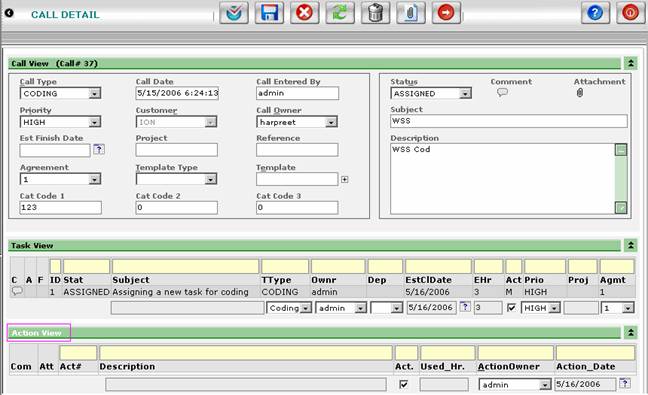 CALL DETAIL
Call View (Call# 37)
Call Type Call Date Call Entered By Status Comment Attachment
CODING 5/15/2006 6:24:13 admin ASSIGNED
Priority Customer Call Owner Subject
HIGH ION harpreet WSS
Est Finish Date Project Reference Description
? WSS Cod
Agreement Template Type Template
1
Cat Code 1 Cat Code 2 Cat Code 3
123 0 0
Task View
C A F ID Stat Subject TType Ownr Dep EstClDate EHr Act Prio Proj Agmt
1 ASSIGNED Assigning a new task for coding CODING admin 5/16/2006 3 M HIGH 1
Coding admin 5/16/2006 ? 3 HIGH 1
Action View
Com Att Act# Description Act. Used_Hr. ActionOwner Action_Date
admin 5/16/2006 ?